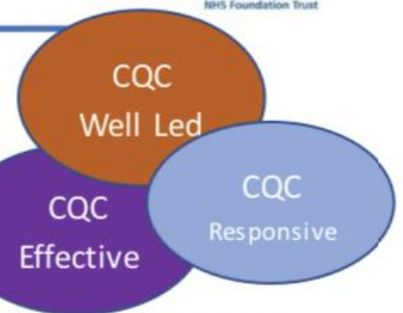 NHS Foundation Trust
CQC
Well Led
CQC
Responsive
CQC
Effective